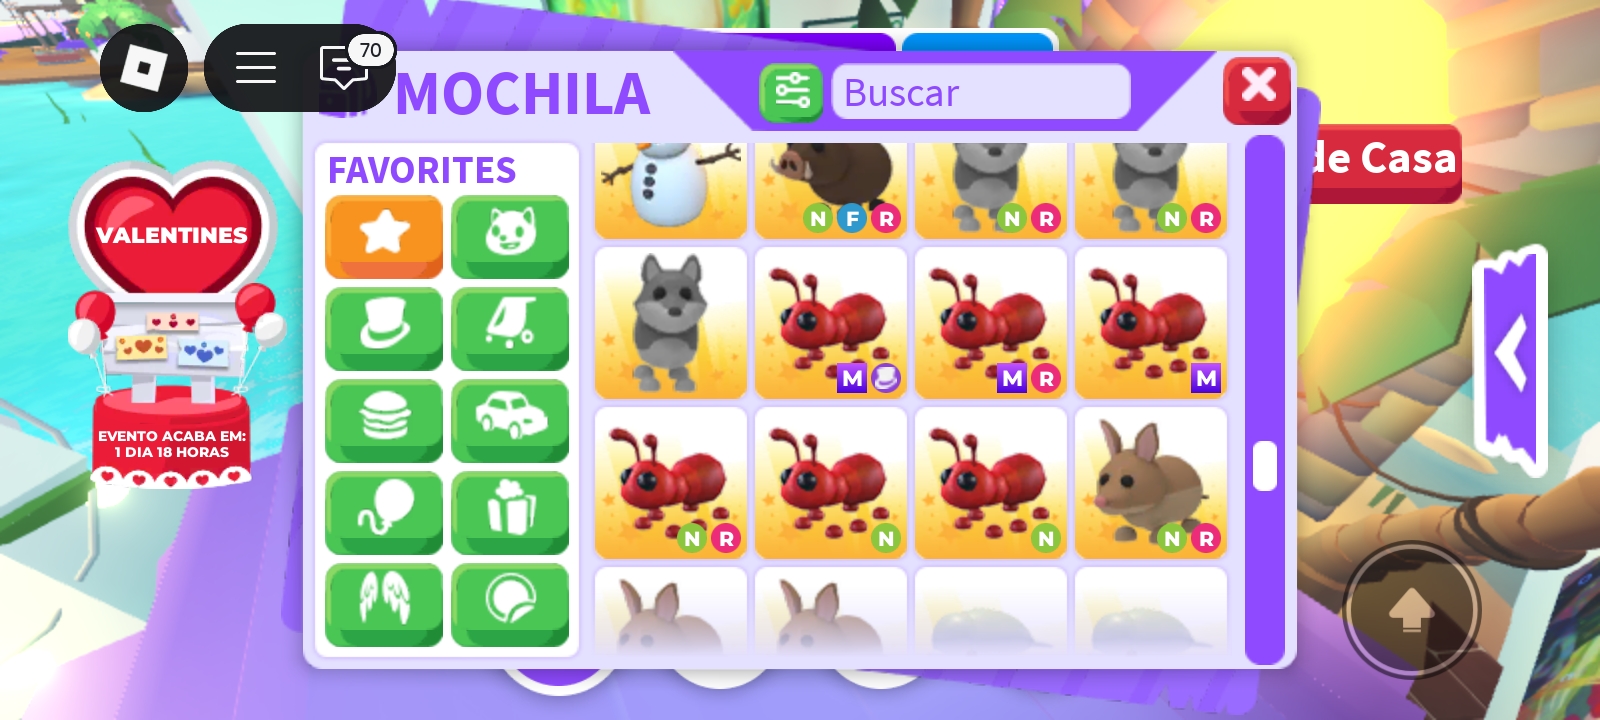 70
MOCHILA
Buscar
de Casa
FAVORITES
VALENTINES
EVENTO ACABA EM:
1 DIA 18 HORAS
N F R
N R
N R
M
M R
M
N R
N
N
N R